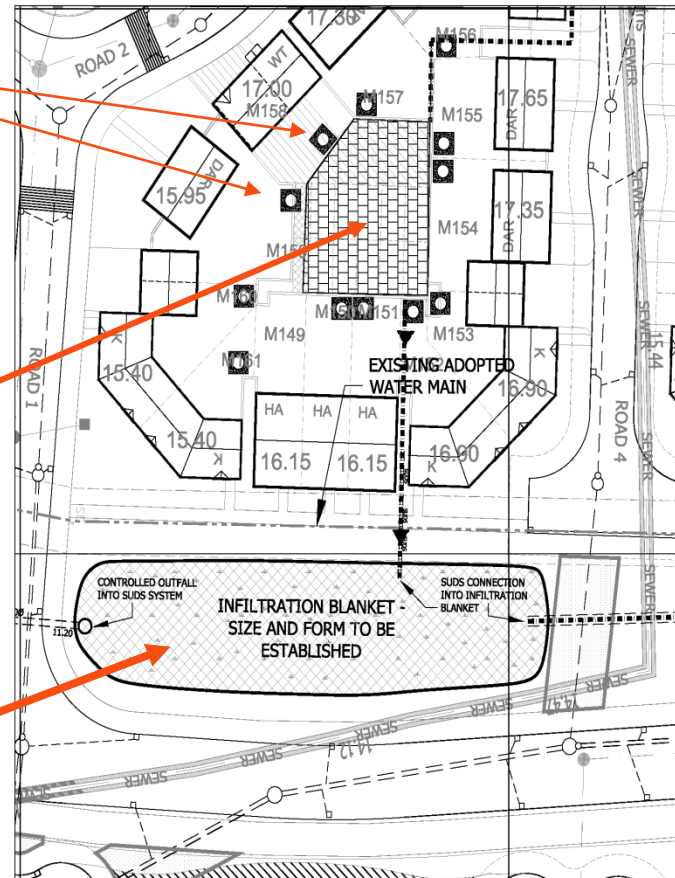 17.30
ROAD 2
SEWER
M156
WT
17.00
M158
M157
M155
17.65
DAR
DAR
15.95
M154
17.35
DAR
M160
M151
M153
M149
EXISTING ADOPTED
WATER MAIN
SEWER
15.44
ROAD 1
K
15.40
16.90
ROAD 4
HA HA HA
15.40
K
16.15 16.15
16.90
K
SEWER
CONTROLLED OUTFALL
INTO SUDS SYSTEM
SUDS CONNECTION
INTO INFILTRATION
BLANKET
INFILTRATION BLANKET -
SIZE AND FORM TO BE
ESTABLISHED
11.20
SEWER
SEWER
14.47
SEWER
14.12
SEWER
SEWER